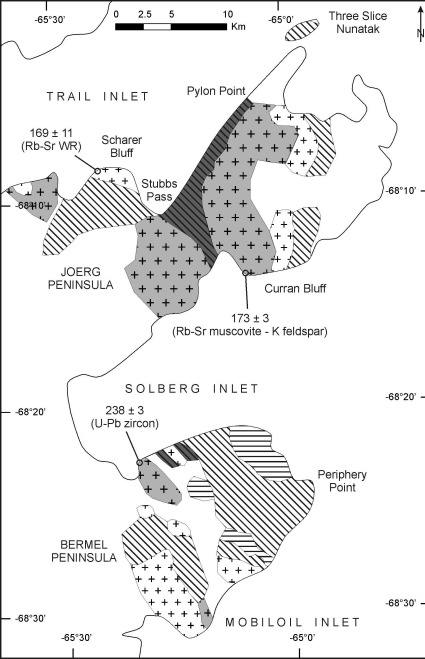 -65°30'
0 2.5 5 10
Km
-65°0'
Three Slice
Nunatak
N
TRAIL INLET
Pylon Point
169 ± 11
(Rb-Sr WR)
Scharer
Bluff
Stubbs
Pass
-68°10'
-68°10'
JOERG
PENINSULA
Curran Bluff
173 ± 3
(Rb-Sr muscovite - K feldspar)
SOLBERG INLET
-68°20'
-68°20'
238 ± 3
(U-Pb zircon)
Periphery
Point
BERMEL
PENINSULA
-68°30'
-68°30'
MOBILOIL INLET
-65°30'
-65°0'